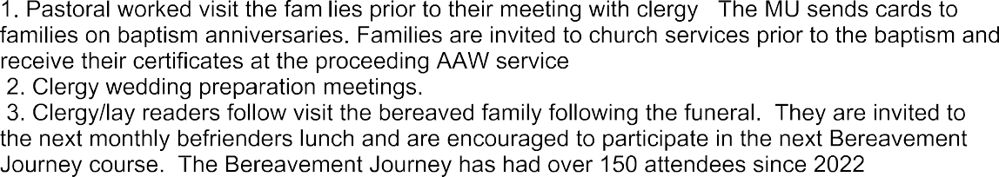 1. Pastoral worked visit the fam lies prior to their meeting with clergy   The MU sends cards to
families on baptism anniversaries. Families are invited to church services prior to the baptism and
receive their certificates at the proceeding AAW service
2. Clergy wedding preparation meetings.
3. Clergy/lay readers follow visit the bereaved family following the funeral.  They are invited to
the next monthly befrienders lunch and are encouraged to participate in the next Bereavement
Journey course.  The Bereavement Journey has had over 150 attendees since 2022